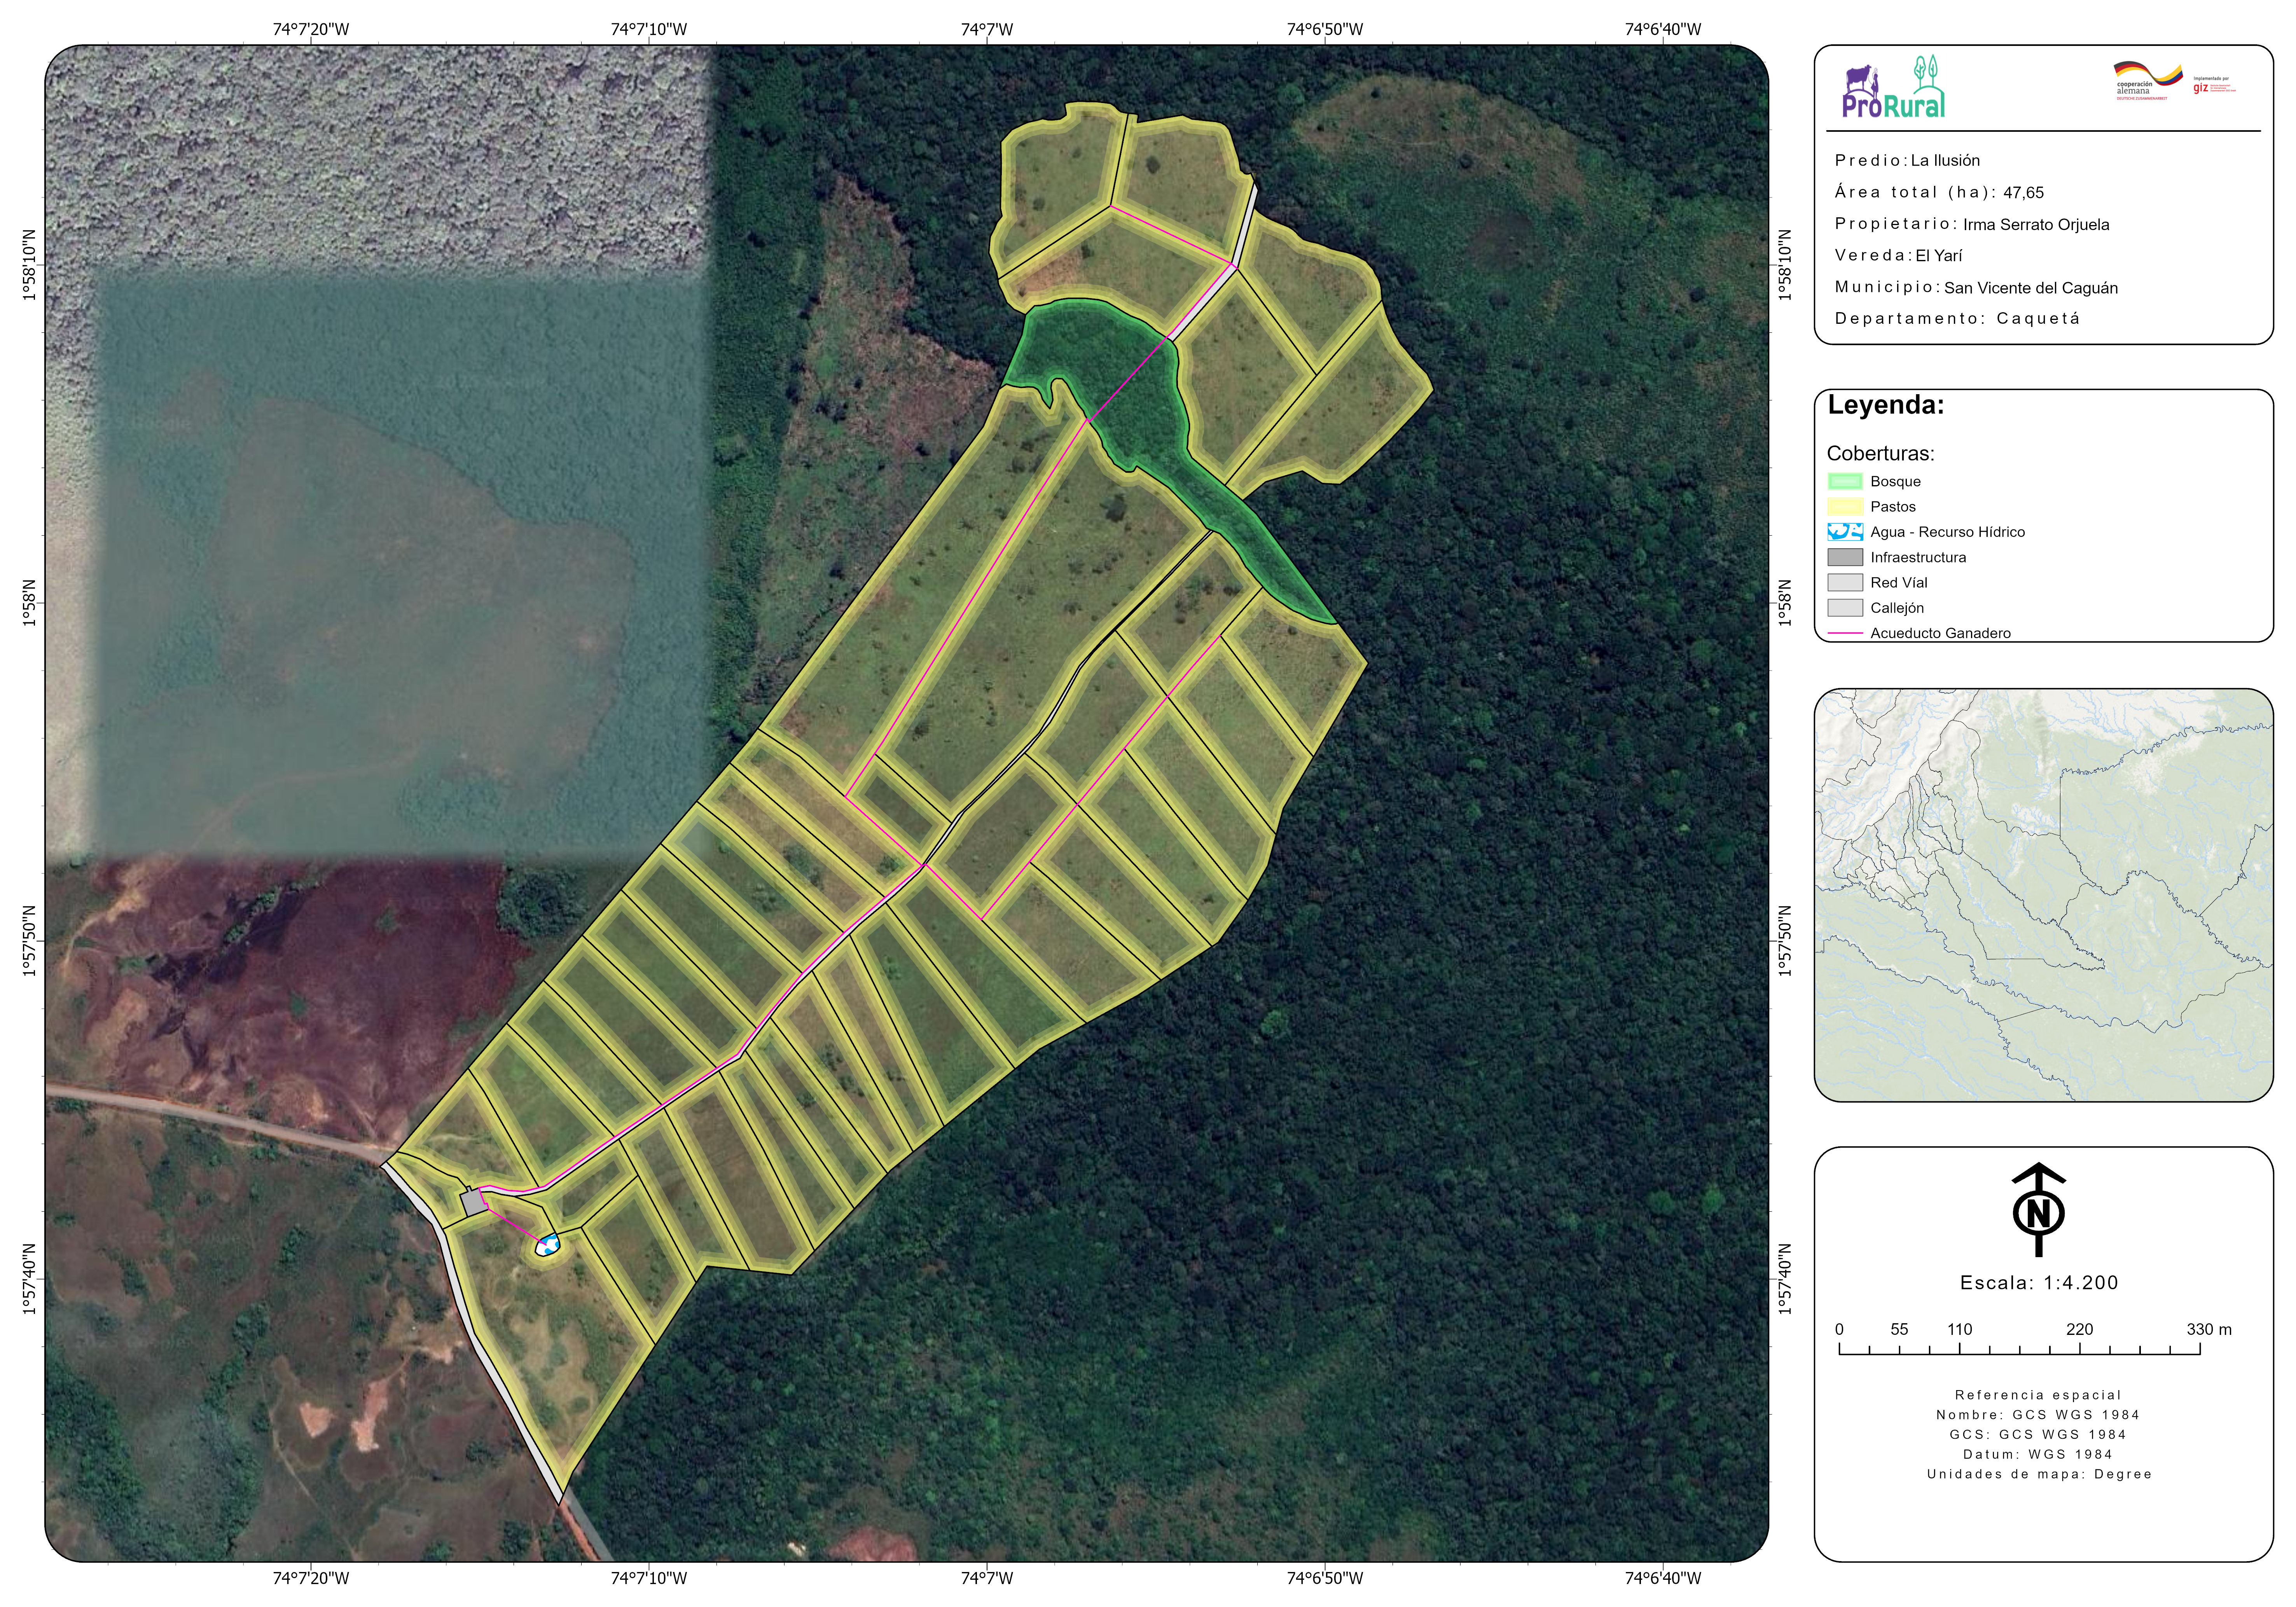 74°7'20"W
74°7'10"W
74°7'W
74°6'50"W
74°6'40"W
1°58'10"N
1°58'N
1°57'50"N
1°57'40"N
1°58'10"N
1°58'N
1°57'50"N
1°57'40"N
74°7'20"W
74°7'10"W
74°7'W
74°6'50"W
74°6'40"W
ProRural
cooperación
alemana
DEUTSCHE ZUSAMMENARBEIT
Implementado por
giz
Predio: La Ilusión
Área total (ha): 47,65
Propietario: Irma Serrato Orjuela
Vereda: El Yarí
Municipio: San Vicente del Caguán
Departamento: Caquetá
Leyenda:
Coberturas:
Bosque
Pastos
Agua - Recurso Hídrico
Infraestructura
Red Víal
Callejón
Acueducto Ganadero
N
Escala: 1:4.200
0 55 110 220 330 m
Referencia espacial
Nombre: GCS WGS 1984
GCS: GCS WGS 1984
Datum: WGS 1984
Unidades de mapa: Degree